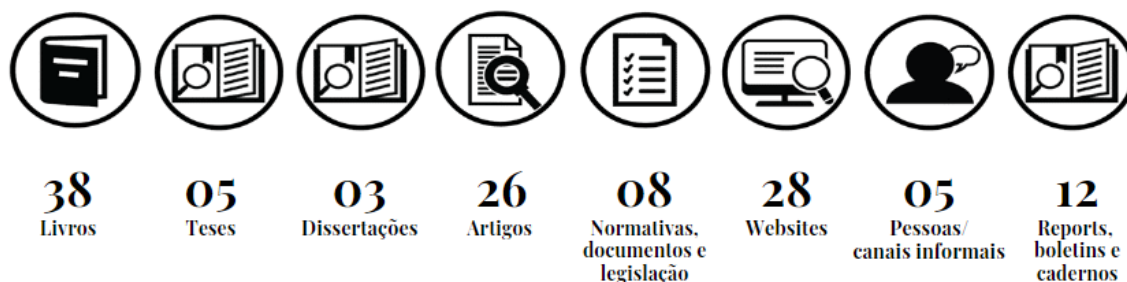 38
Livros
05
Teses
03
Dissertações
26
Artigos
08
Normativas,
documentos e
legislação
28
Websites
05
Pessoas/
canais informais
12
Reports,
boletins e
cadernos